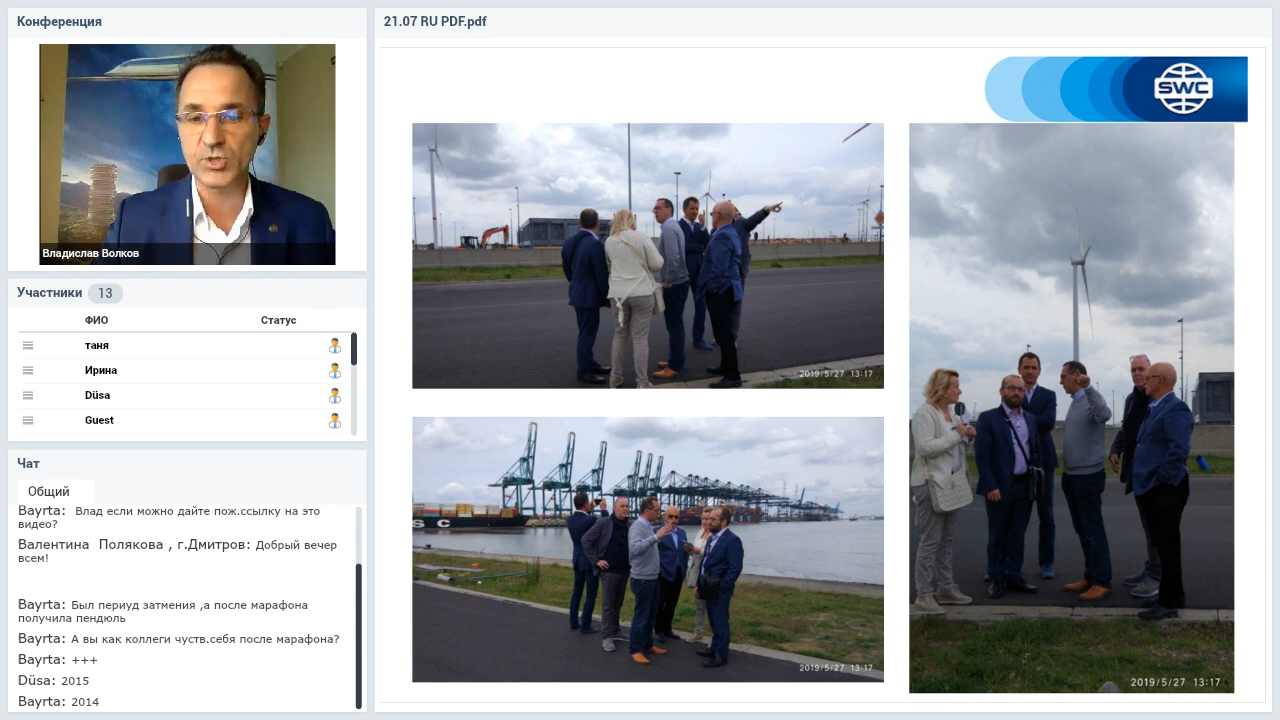 Конференция
Владислав Волков
Участники 13
ФИО Статус
таня
Ирина
Düsa
Guest
Чат
Общий
Bayrta: Влад если можно дайте пож.ссылку на это
видео?
Валентина Полякова , г.Дмитров: Добрый вечер
всем!
Bayrta: Был периуд затмения ,а после марафона
получила пендюль
Bayrta: А вы как коллеги чуств.себя после марафона?
Bayrta: +++
Düsa: 2015
Bayrta: 2014
21.07 RU PDF.pdf
SWC
2019/5/27 13:17
S C
2019/5/27 13:17
2019/5/27 13:17